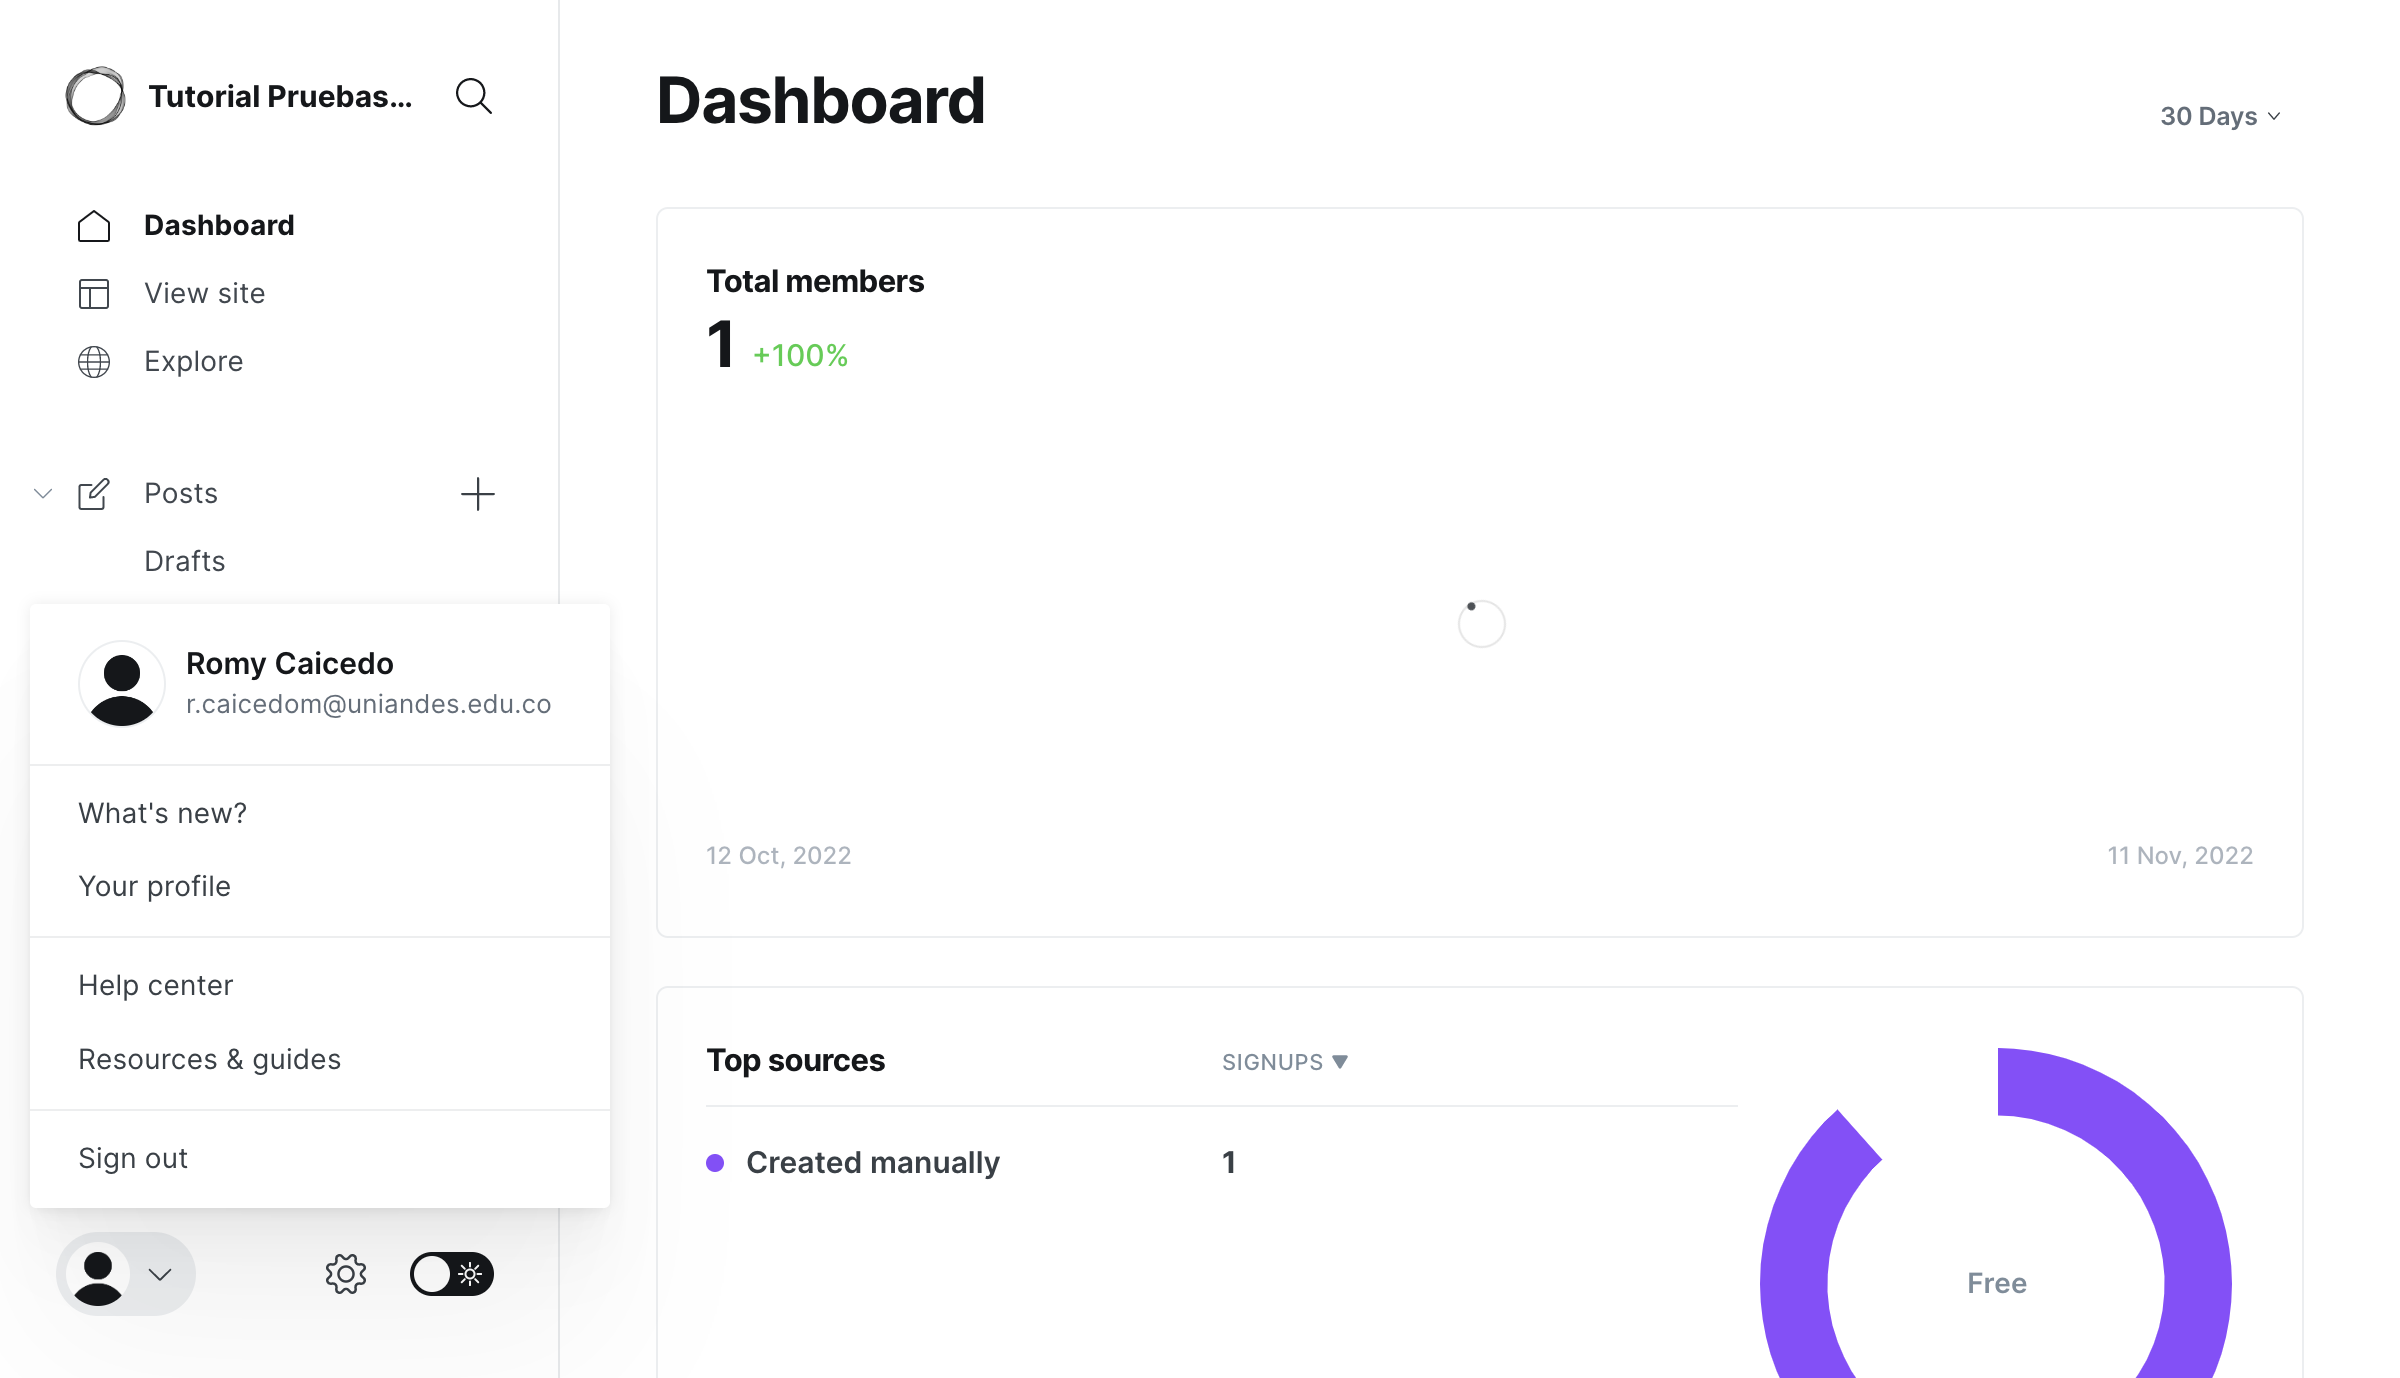 Tutorial Pruebas...
Dashboard
View site
Explore
Posts
Drafts
Romy Caicedo
r.caicedom@uniandes.edu.co
What's new?
Your profile
Help center
Resources & guides
Sign out
Dashboard
30 Days
Total members
1 +100%
12 Oct, 2022 11 Nov, 2022
Top sources SIGNUPS
Created manually 1
Free